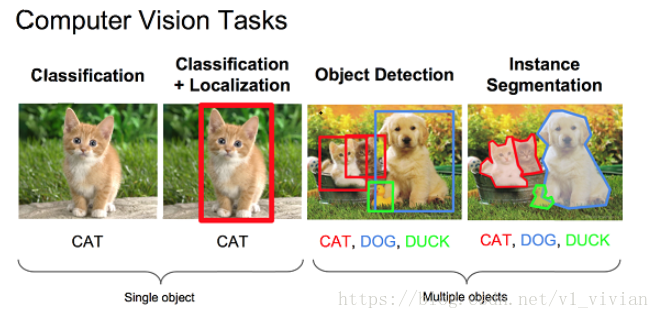 Computer Vision Tasks
Classification
Classification
+ Localization
Object Detection
Instance
Segmentation
CAT
CAT
CAT, DOG, DUCK
CAT, DOG, DUCK
Single object
Multiple objects
https://blog.csdn.net/v1_vivian